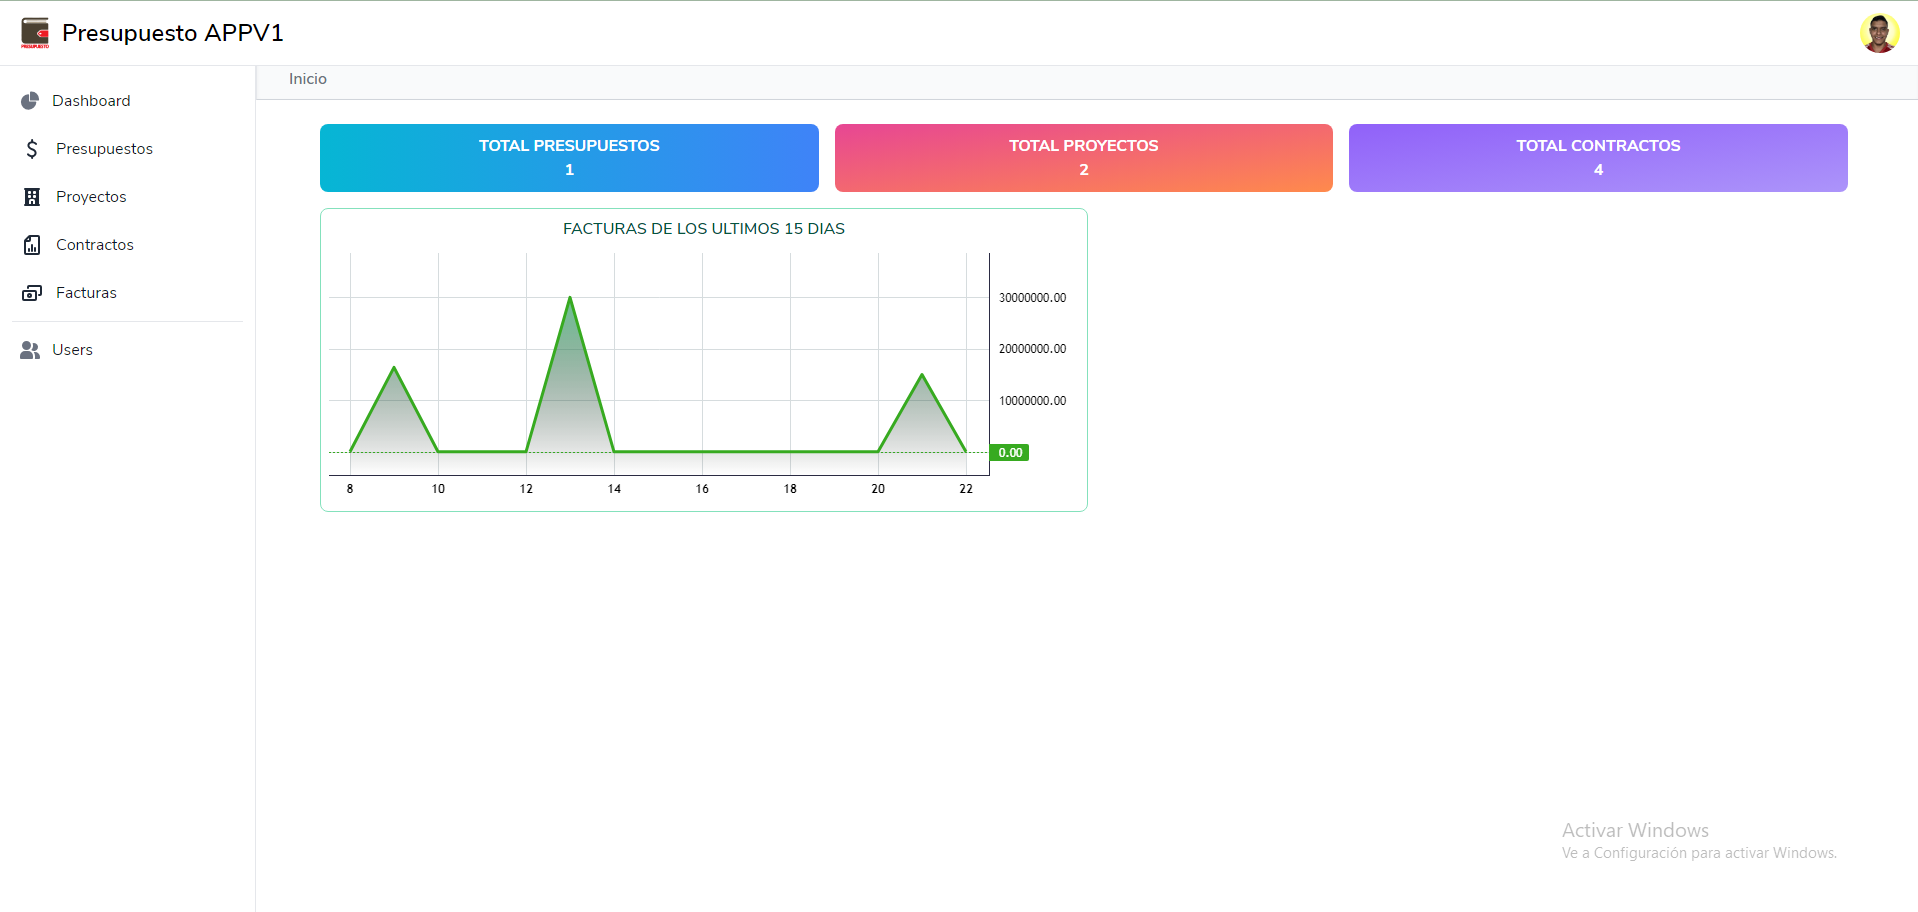 Presupuesto APPV1
PRESUPUESTO
Inicio
Dashboard
Presupuestos
Proyectos
Contractos
Facturas
Users
TOTAL PRESUPUESTOS
1
TOTAL PROYECTOS
2
TOTAL CONTRACTOS
4
FACTURAS DE LOS ULTIMOS 15 DIAS
30000000.00
20000000.00
10000000.00
0.00
8 10 12 14 16 18 20 22
Activar Windows
Ve a Configuración para activar Windows.